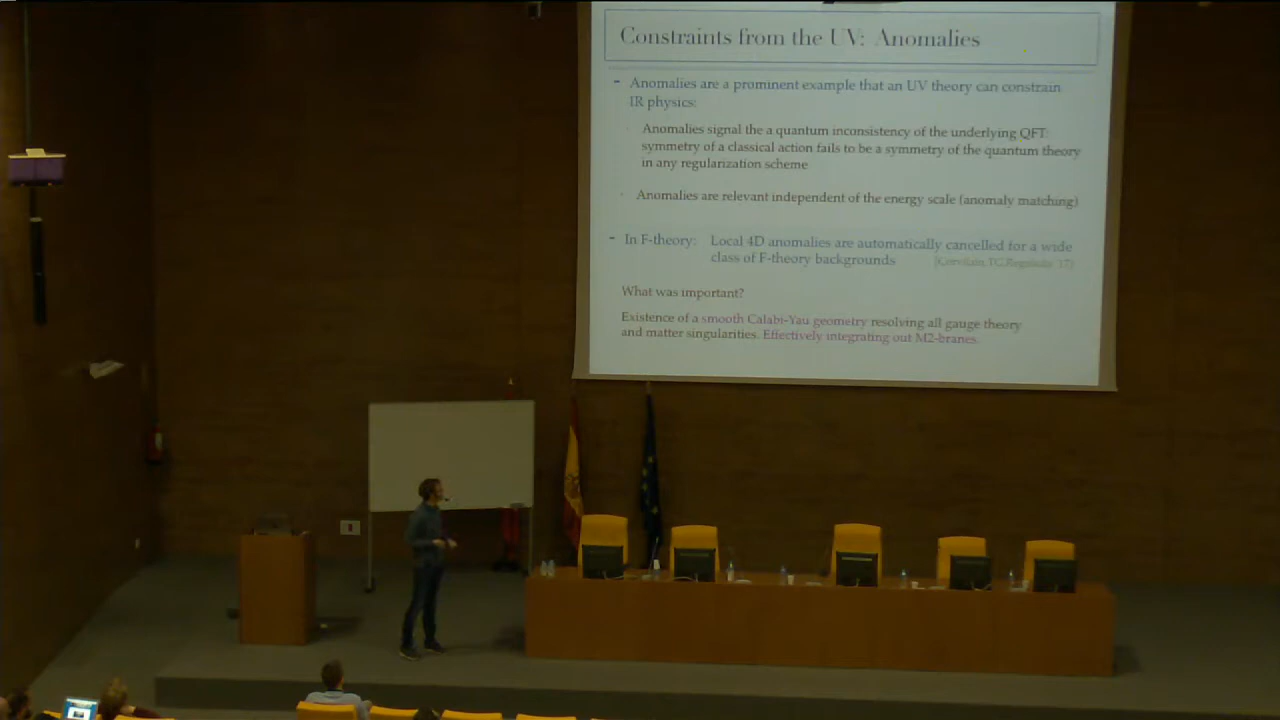 Constraints from the UV: Anomalies
- Anomalies are a prominent example that an UV theory can constrain
IR physics:
Anomalies signal the a quantum inconsistency of the underlying QFT:
symmetry of a classical action fails to be a symmetry of the quantum theory
in any regularization scheme
· Anomalies are relevant independent of the energy scale (anomaly matching)
- In F-theory: Local 4D anomalies are automatically cancelled for a wide
class of F-theory backgrounds
What was important?
Existence of a smooth Calabi-Yau geometry resolving all gauge theory
and matter singularities. Effectively integrating out M2-branes.